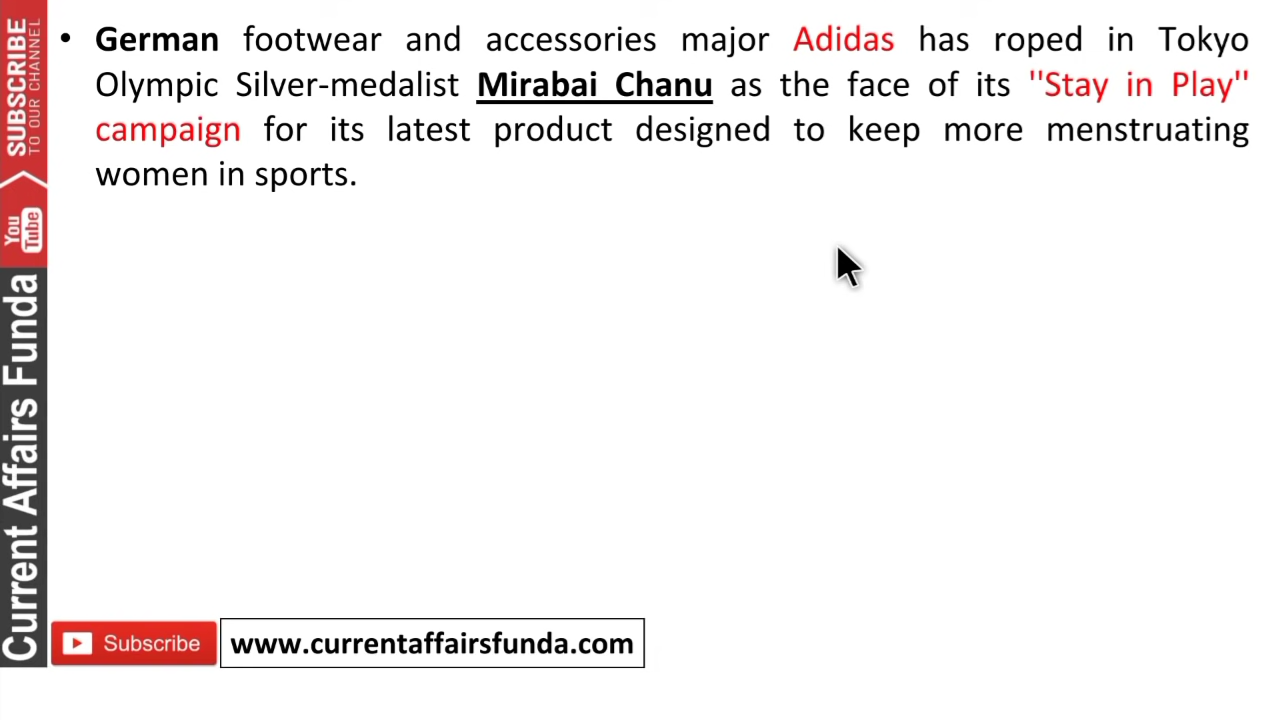 • German footwear and accessories major Adidas has roped in Tokyo
Olympic Silver-medalist Mirabai Chanu as the face of its "Stay in Play"
campaign for its latest product designed to keep more menstruating
women in sports.
SUBSCRIBE
TO OUR CHANNEL
You
Tube
Current Affairs Funda
Subscribe
www.currentaffairsfunda.com